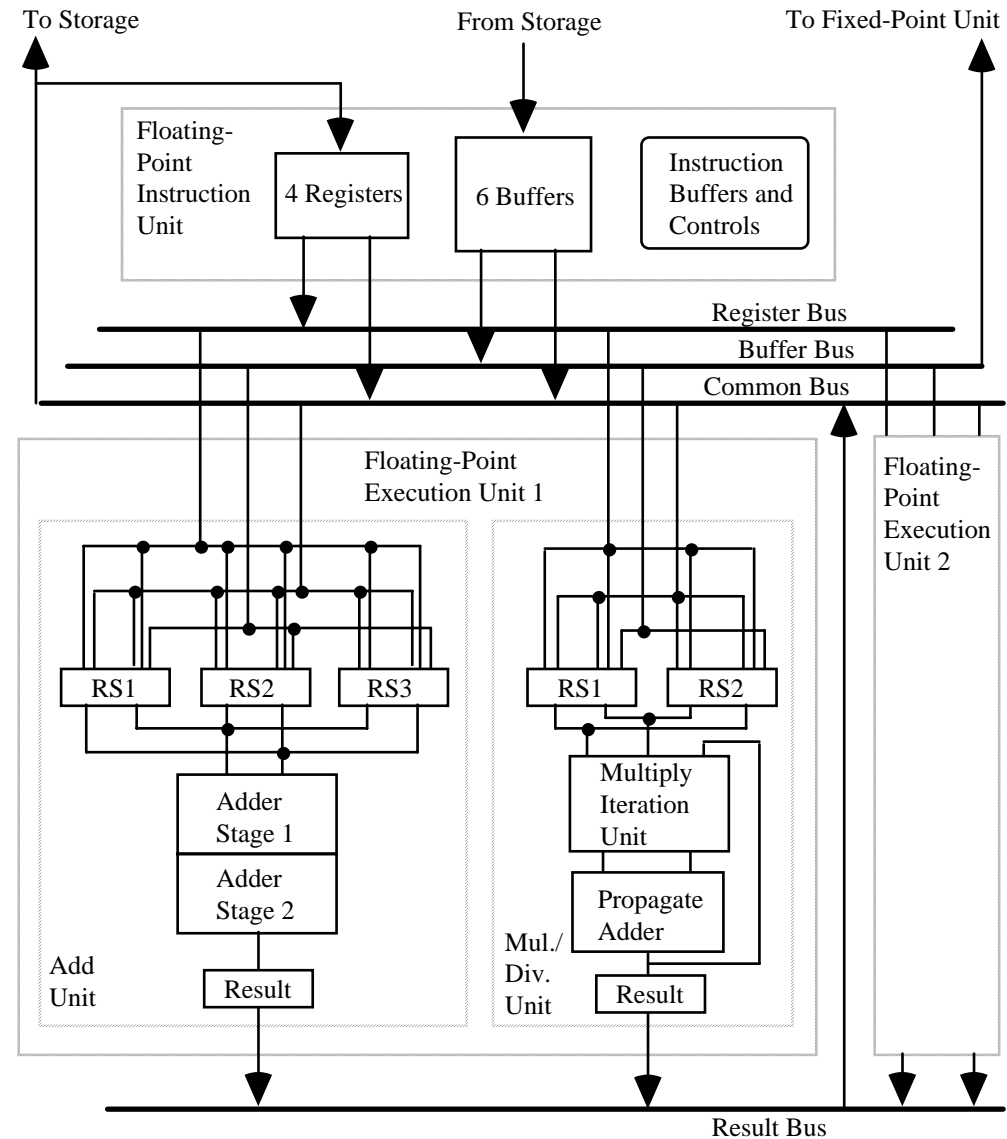 To Storage
From Storage
To Fixed-Point Unit
Floating-
Point
Instruction
Unit
4 Registers
6 Buffers
Instruction
Buffers and
Controls
Register Bus
Buffer Bus
Common Bus
Floating-Point
Execution Unit 1
Floating-
Point
Execution
Unit 2
RS1
RS2
RS3
RS1
RS2
Adder
Stage 1
Adder
Stage 2
Multiply
Iteration
Unit
Propagate
Adder
Add
Unit
Result
Mul./
Div.
Unit
Result
Result Bus